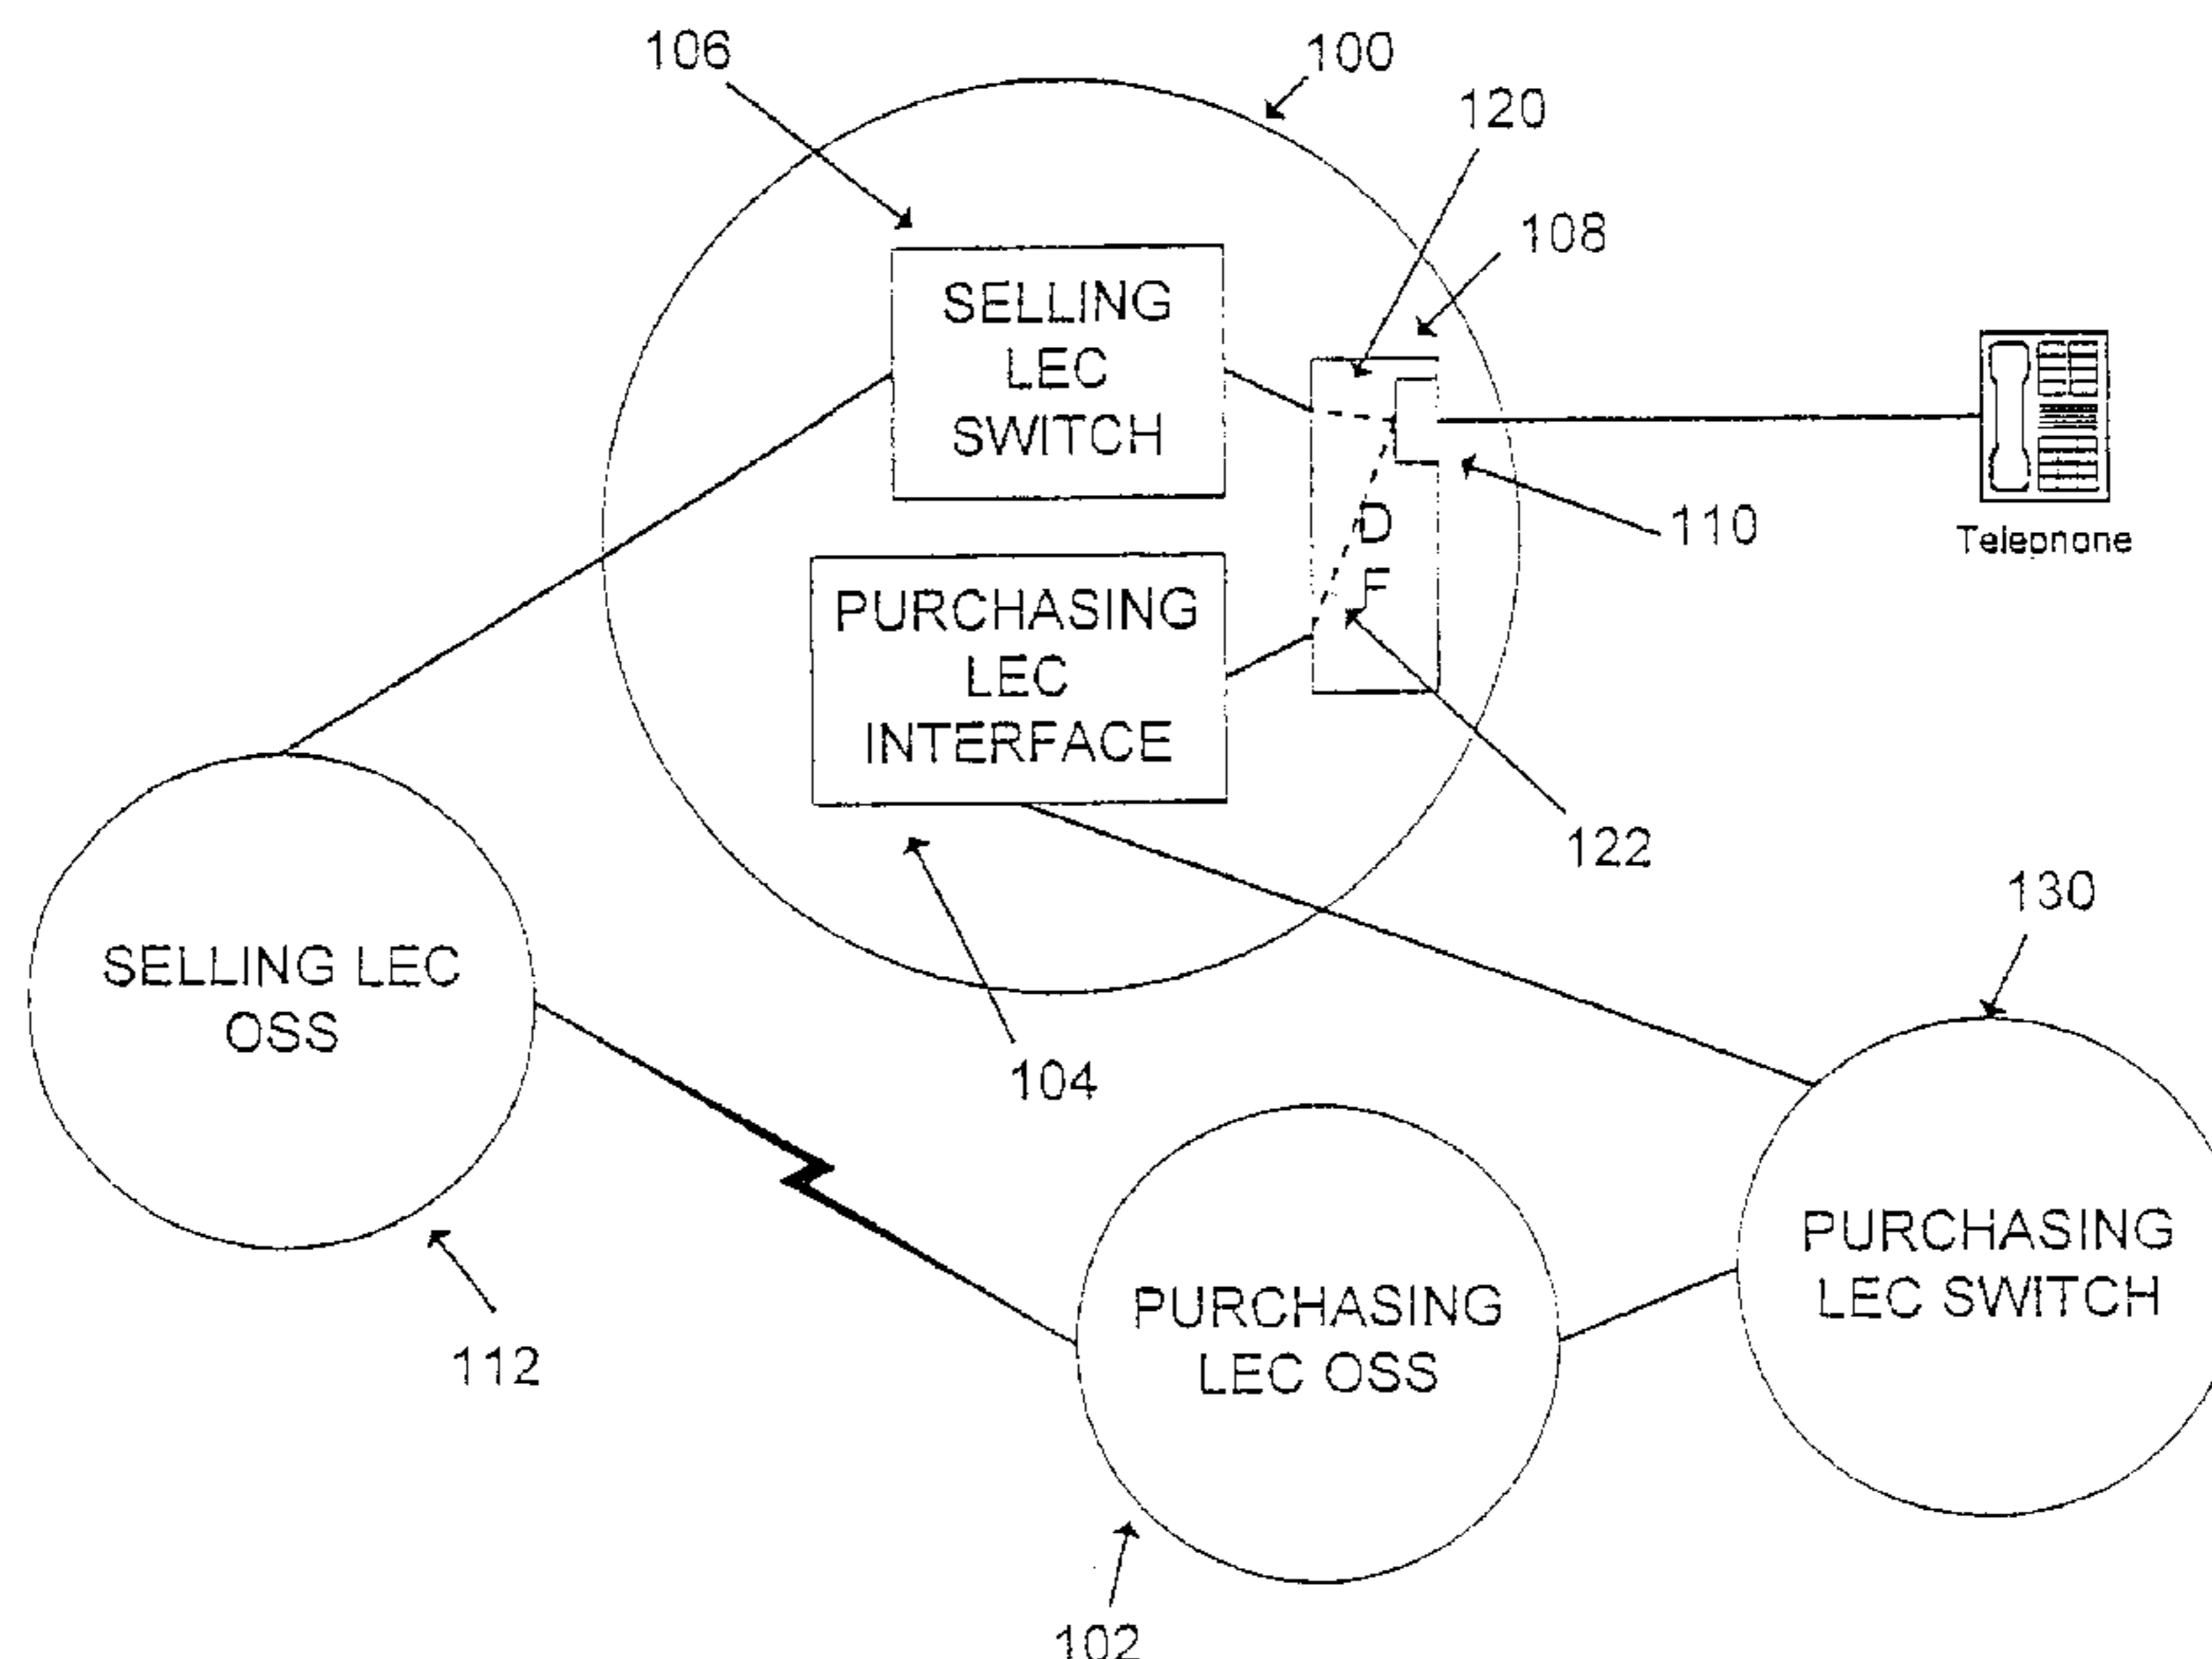 106
100
120
108
SELLING
LEC
SWITCH
110
Telephone
D
F
PURCHASING
LEC
INTERFACE
122
130
SELLING LEC
OSS
104
PURCHASING
LEC SWITCH
PURCHASING
LEC OSS
112
102